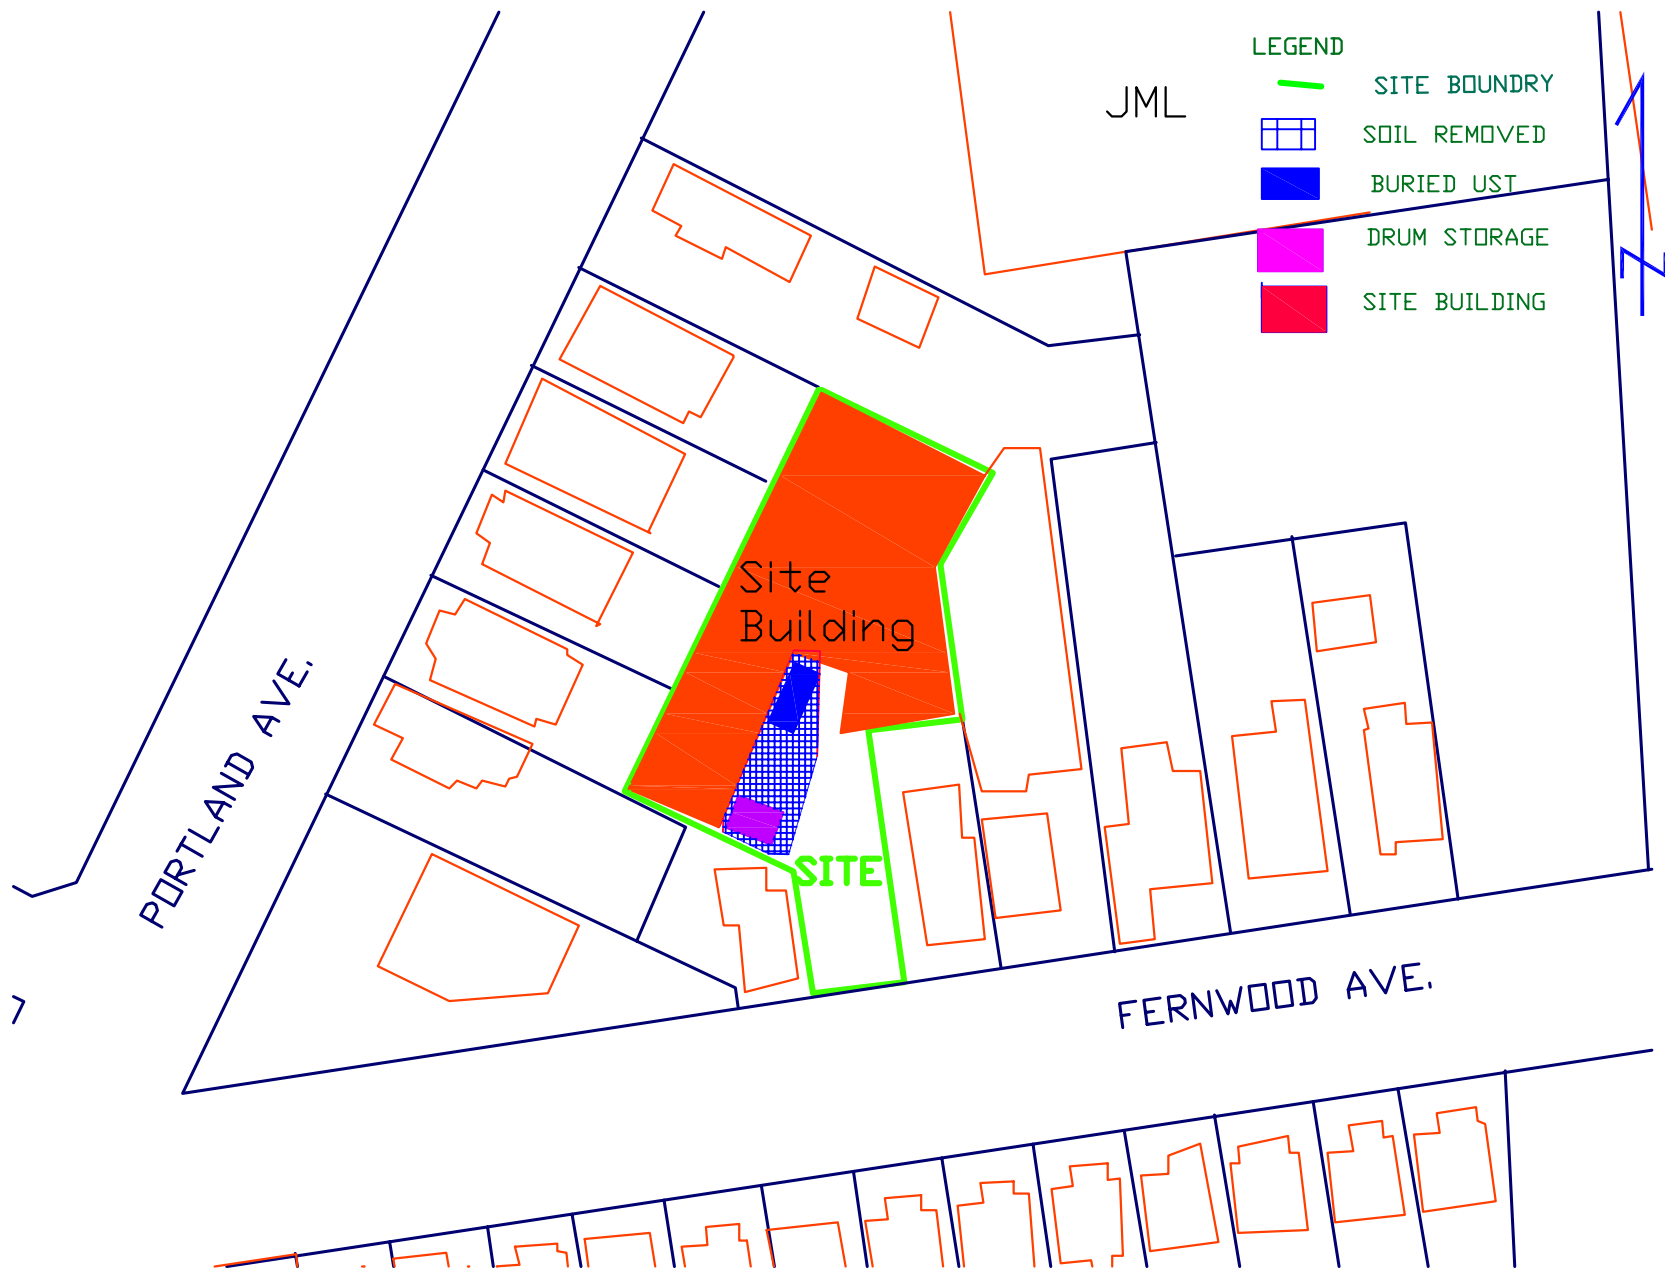 LEGEND
SITE BOUNDRY
JML
SOIL REMOVED
BURIED UST
DRUM STORAGE
SITE BUILDING
Site
Building
PORTLAND AVE.
SITE
FERNWOOD AVE.